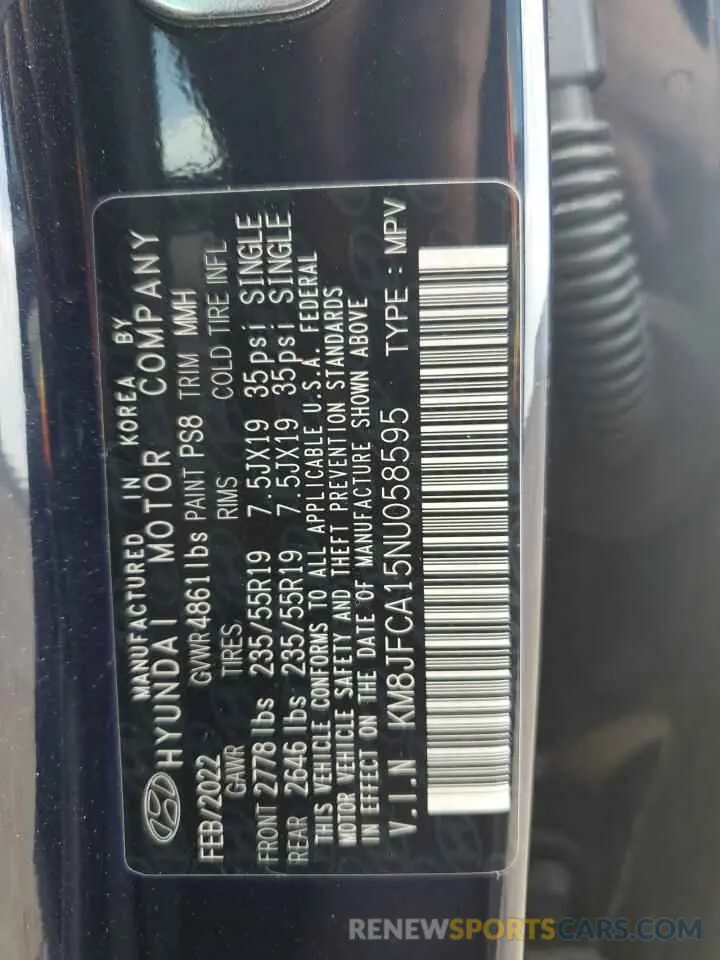 MANUFACTURED IN KOREA BY
HYUNDAI MOTOR COMPANY
FEB/2022 GVWR 4861 lbs PAINT PS8 TRIM MMH
GAWR TIRES RIMS COLD TIRE INFL
FRONT 2778 lbs 235/55R19 7.5JX19 35psi SINGLE
REAR 2646 lbs 235/55R19 7.5JX19 35psi SINGLE
THIS VEHICLE CONFORMS TO ALL APPLICABLE U.S.A. FEDERAL
MOTOR VEHICLE SAFETY AND THEFT PREVENTION STANDARDS
IN EFFECT ON THE DATE OF MANUFACTURE SHOWN ABOVE
V.I.N KM8JFCA15NU058595 TYPE : MPV
RENEWSPORTSCARS.COM